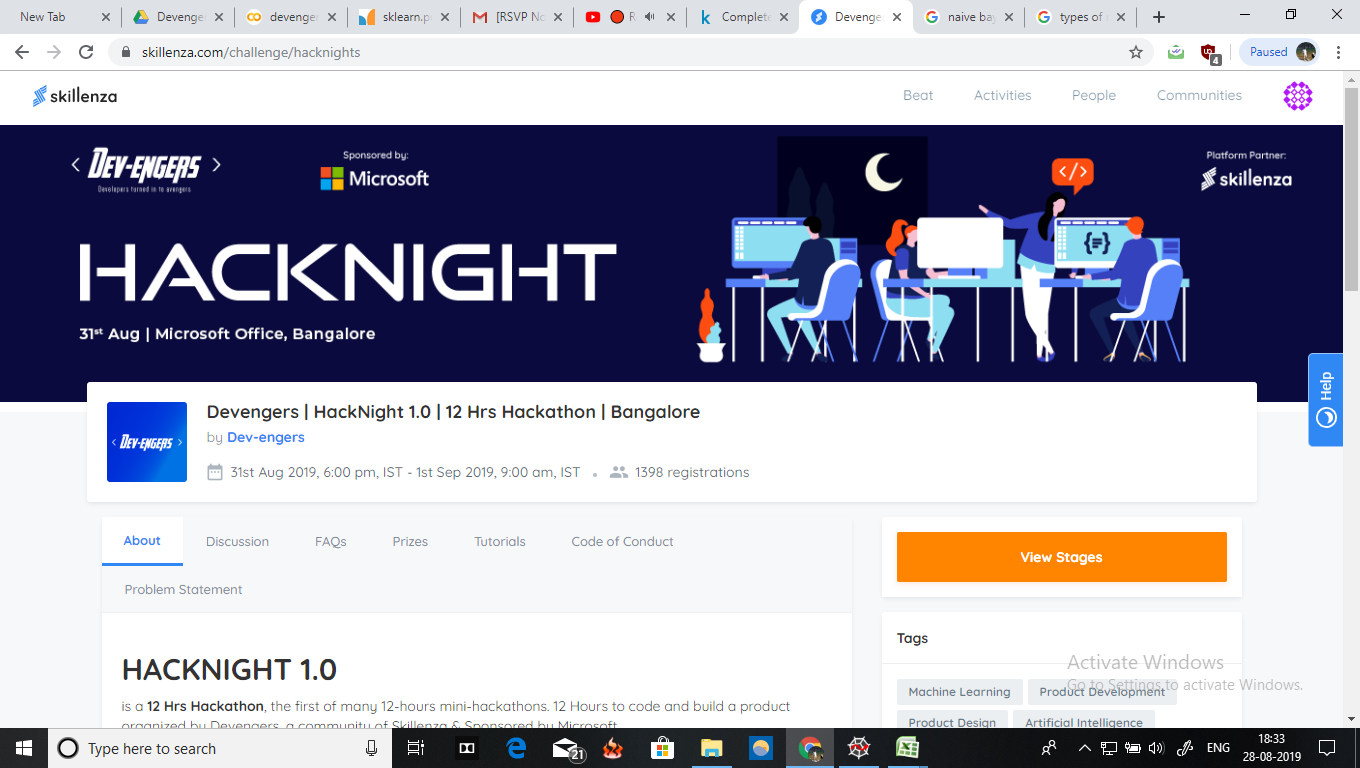 New Tab
Devenge
devenge
sklearn.p
[RSVP No
R
Complete
Devenge
naive bay
types of
skillenza.com/challenge/hacknights
4
Paused
skillenza
Beat Activities People Communities
DEV-ENGERS
Developers turned in to avengers
Sponsored by:
Microsoft
Platform Partner:
skillenza
HACKNIGHT
31st Aug | Microsoft Office, Bangalore
Help
DEV-ENGERS
Devengers | HackNight 1.0 | 12 Hrs Hackathon | Bangalore
by Dev-engers
31st Aug 2019, 6:00 pm, IST - 1st Sep 2019, 9:00 am, IST . 1398 registrations
About Discussion FAQs Prizes Tutorials Code of Conduct
Problem Statement
View Stages
Tags
Machine Learning Product Development
Product Design Artificial Intelligence
HACKNIGHT 1.0
is a 12 Hrs Hackathon, the first of many 12-hours mini-hackathons. 12 Hours to code and build a product
organized by Devengers, a community of Skillenza & Sponsored by Microsoft
Activate Windows
Go to Settings to activate Windows.
Type here to search
21
ENG
18:33
28-08-2019